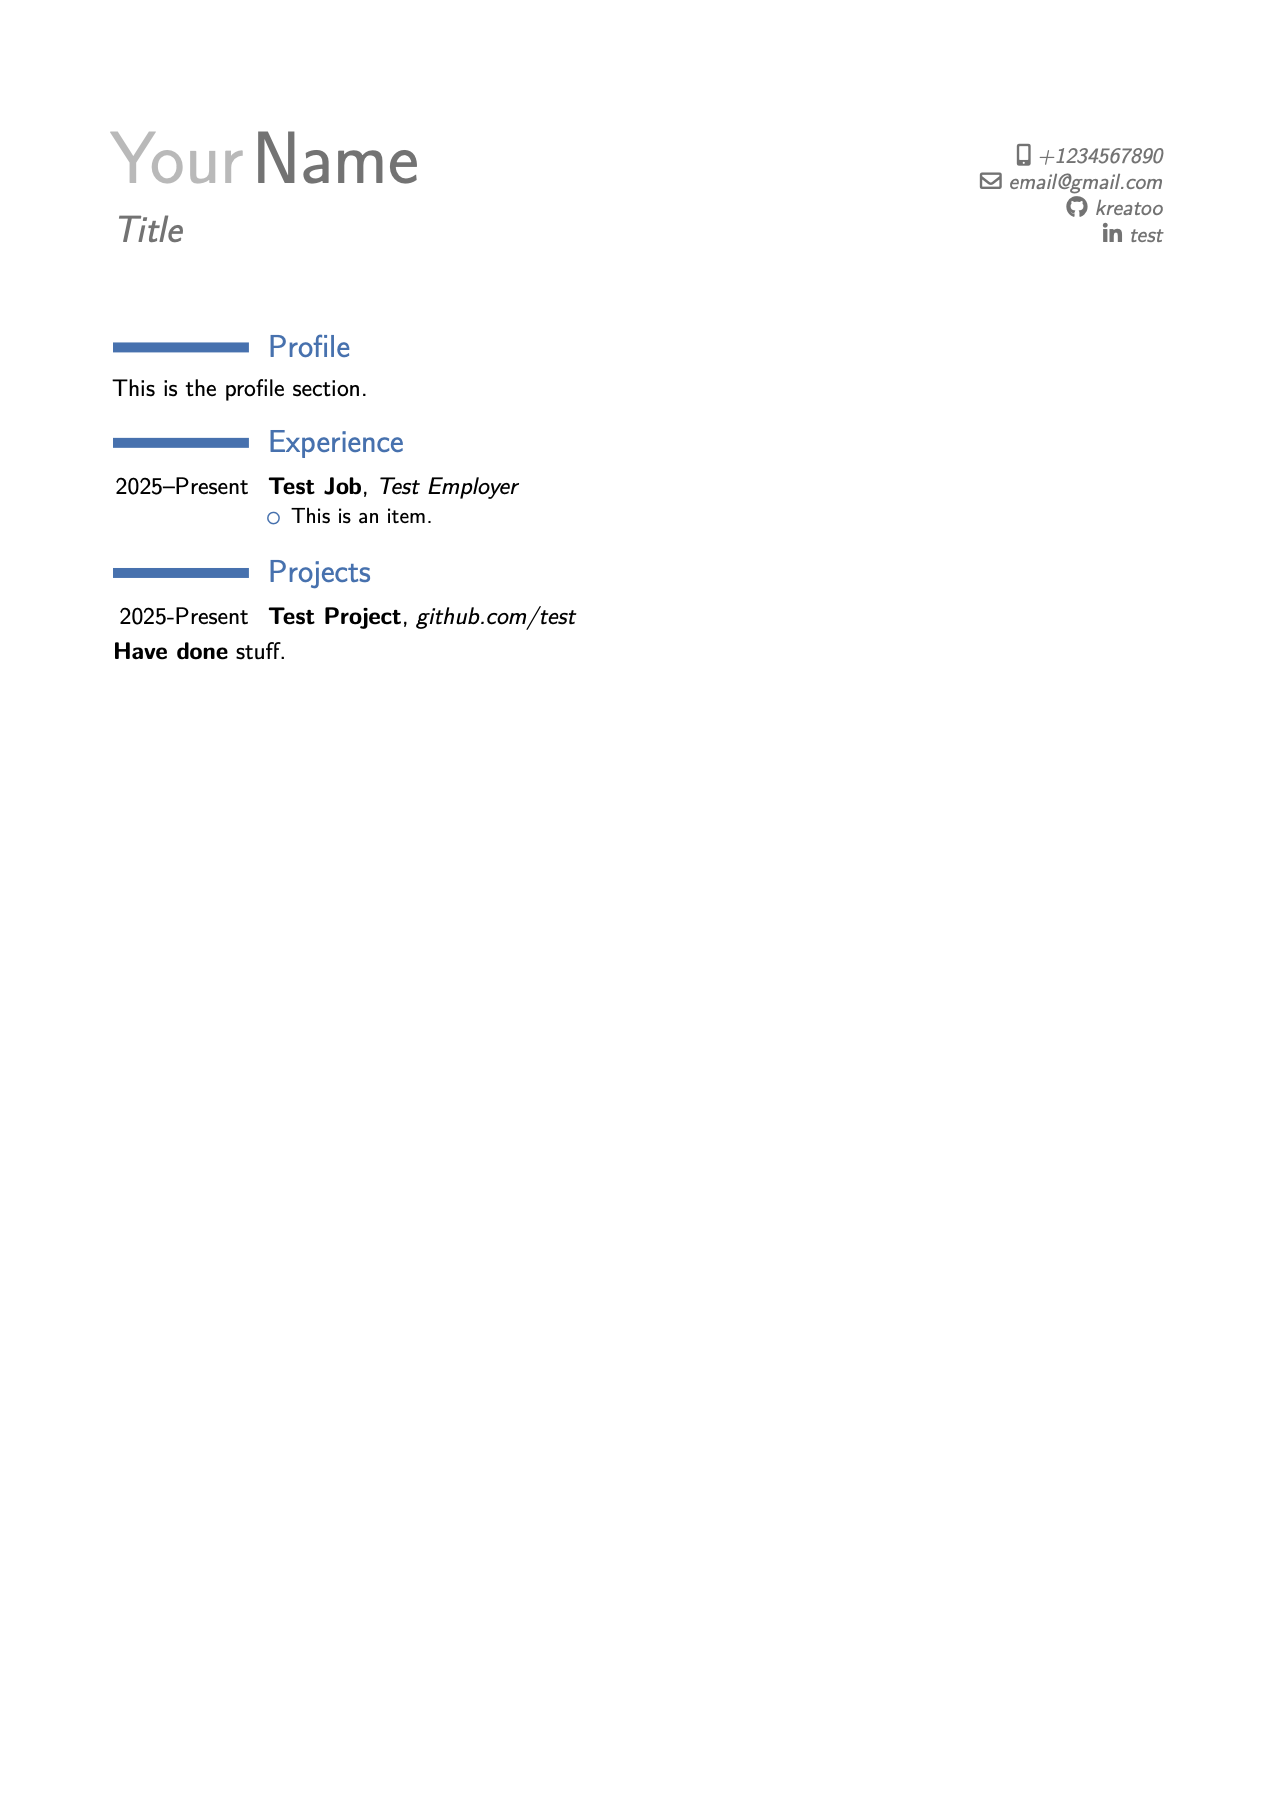 Your Name
Title
+1234567890
email@gmail.com
kreatoo
test
Profile
This is the profile section.
Experience
2025–Present Test Job, Test Employer
This is an item.
Projects
2025-Present Test Project, github.com/test
Have done stuff.